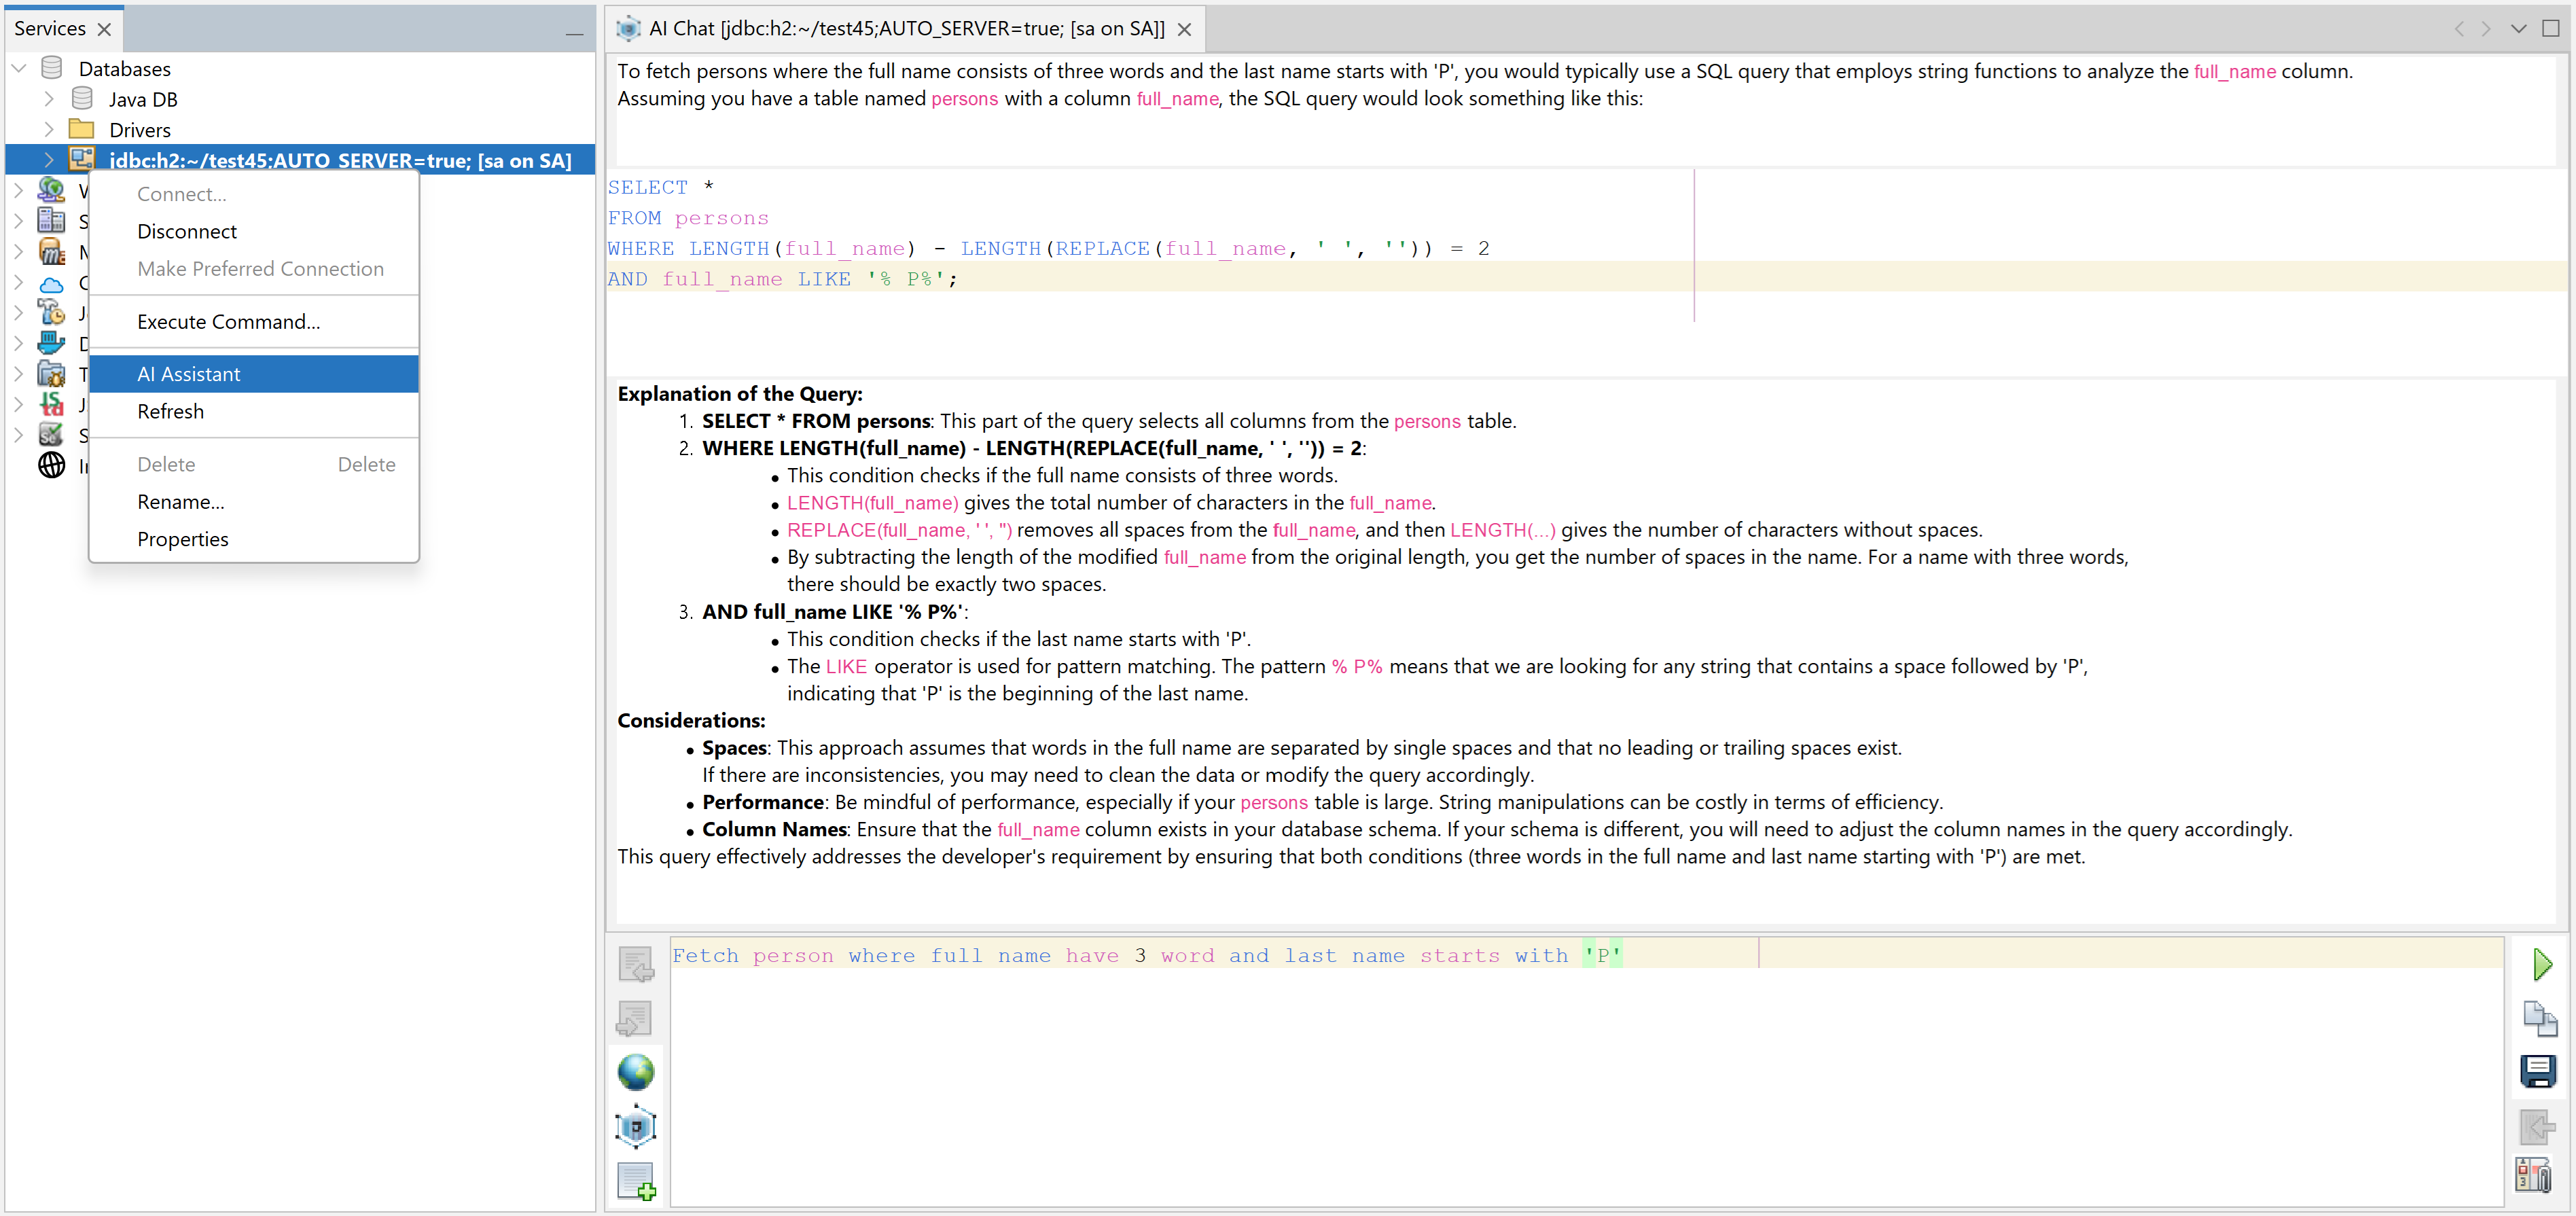 Services
Databases
Java DB
Drivers
jdbc:h2:~/test45;AUTO_SERVER=true; [sa on SA]
Connect...
Disconnect
Make Preferred Connection
Execute Command...
AI Assistant
Refresh
Delete Delete
Rename...
Properties
AI Chat [jdbc:h2:~/test45;AUTO_SERVER=true; [sa on SA]]
To fetch persons where the full name consists of three words and the last name starts with 'P', you would typically use a SQL query that employs string functions to analyze the full_name column.
Assuming you have a table named persons with a column full_name, the SQL query would look something like this:
SELECT *
FROM persons
WHERE LENGTH(full_name) - LENGTH(REPLACE(full_name, ' ', '')) = 2
AND full_name LIKE '% P%';
Explanation of the Query:
1. SELECT * FROM persons: This part of the query selects all columns from the persons table.
2. WHERE LENGTH(full_name) - LENGTH(REPLACE(full_name, ' ', '')) = 2:
• This condition checks if the full name consists of three words.
• LENGTH(full_name) gives the total number of characters in the full_name.
• REPLACE(full_name, ' ', '') removes all spaces from the full_name, and then LENGTH(...) gives the number of characters without spaces.
• By subtracting the length of the modified full_name from the original length, you get the number of spaces in the name. For a name with three words,
there should be exactly two spaces.
3. AND full_name LIKE '% P%':
• This condition checks if the last name starts with 'P'.
• The LIKE operator is used for pattern matching. The pattern % P% means that we are looking for any string that contains a space followed by 'P',
indicating that 'P' is the beginning of the last name.
Considerations:
• Spaces: This approach assumes that words in the full name are separated by single spaces and that no leading or trailing spaces exist.
If there are inconsistencies, you may need to clean the data or modify the query accordingly.
• Performance: Be mindful of performance, especially if your persons table is large. String manipulations can be costly in terms of efficiency.
• Column Names: Ensure that the full_name column exists in your database schema. If your schema is different, you will need to adjust the column names in the query accordingly.
This query effectively addresses the developer's requirement by ensuring that both conditions (three words in the full name and last name starting with 'P') are met.
Fetch person where full name have 3 word and last name starts with 'P'